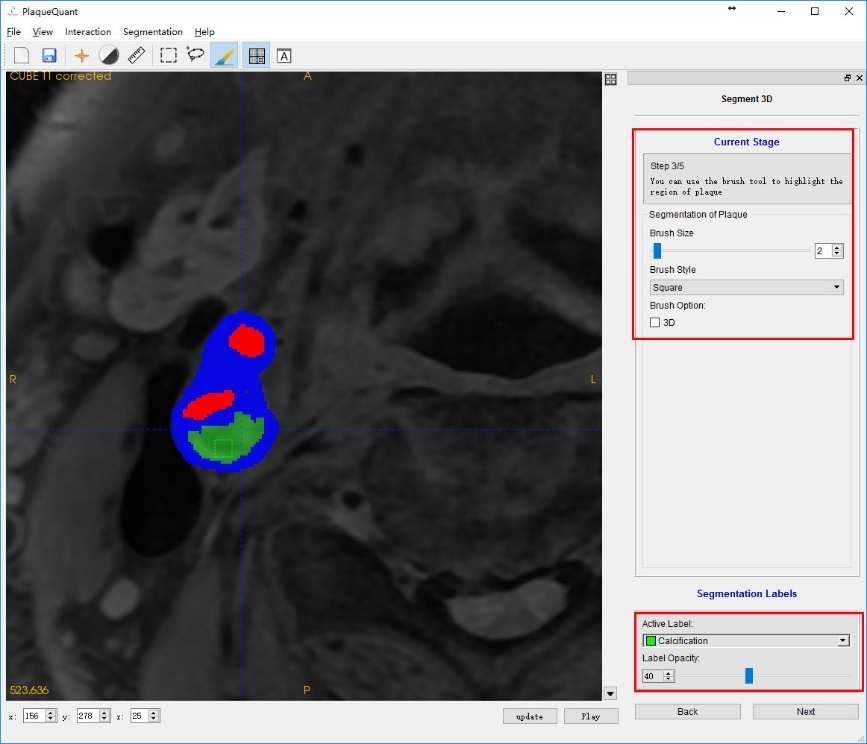 PlaqueQuant
File View Interaction Segmentation Help
A
CUBE T1 corrected
A
R
L
523,636
P
x: 156 y: 278 z: 25
update
Play
Segment 3D
Current Stage
Step 3/5
You can use the brush tool to highlight the
region of plaque
Segmentation of Plaque
Brush Size
2
Brush Style
Square
Brush Option:
3D
Segmentation Labels
Active Label:
Calcification
Label Opacity:
40
Back
Next